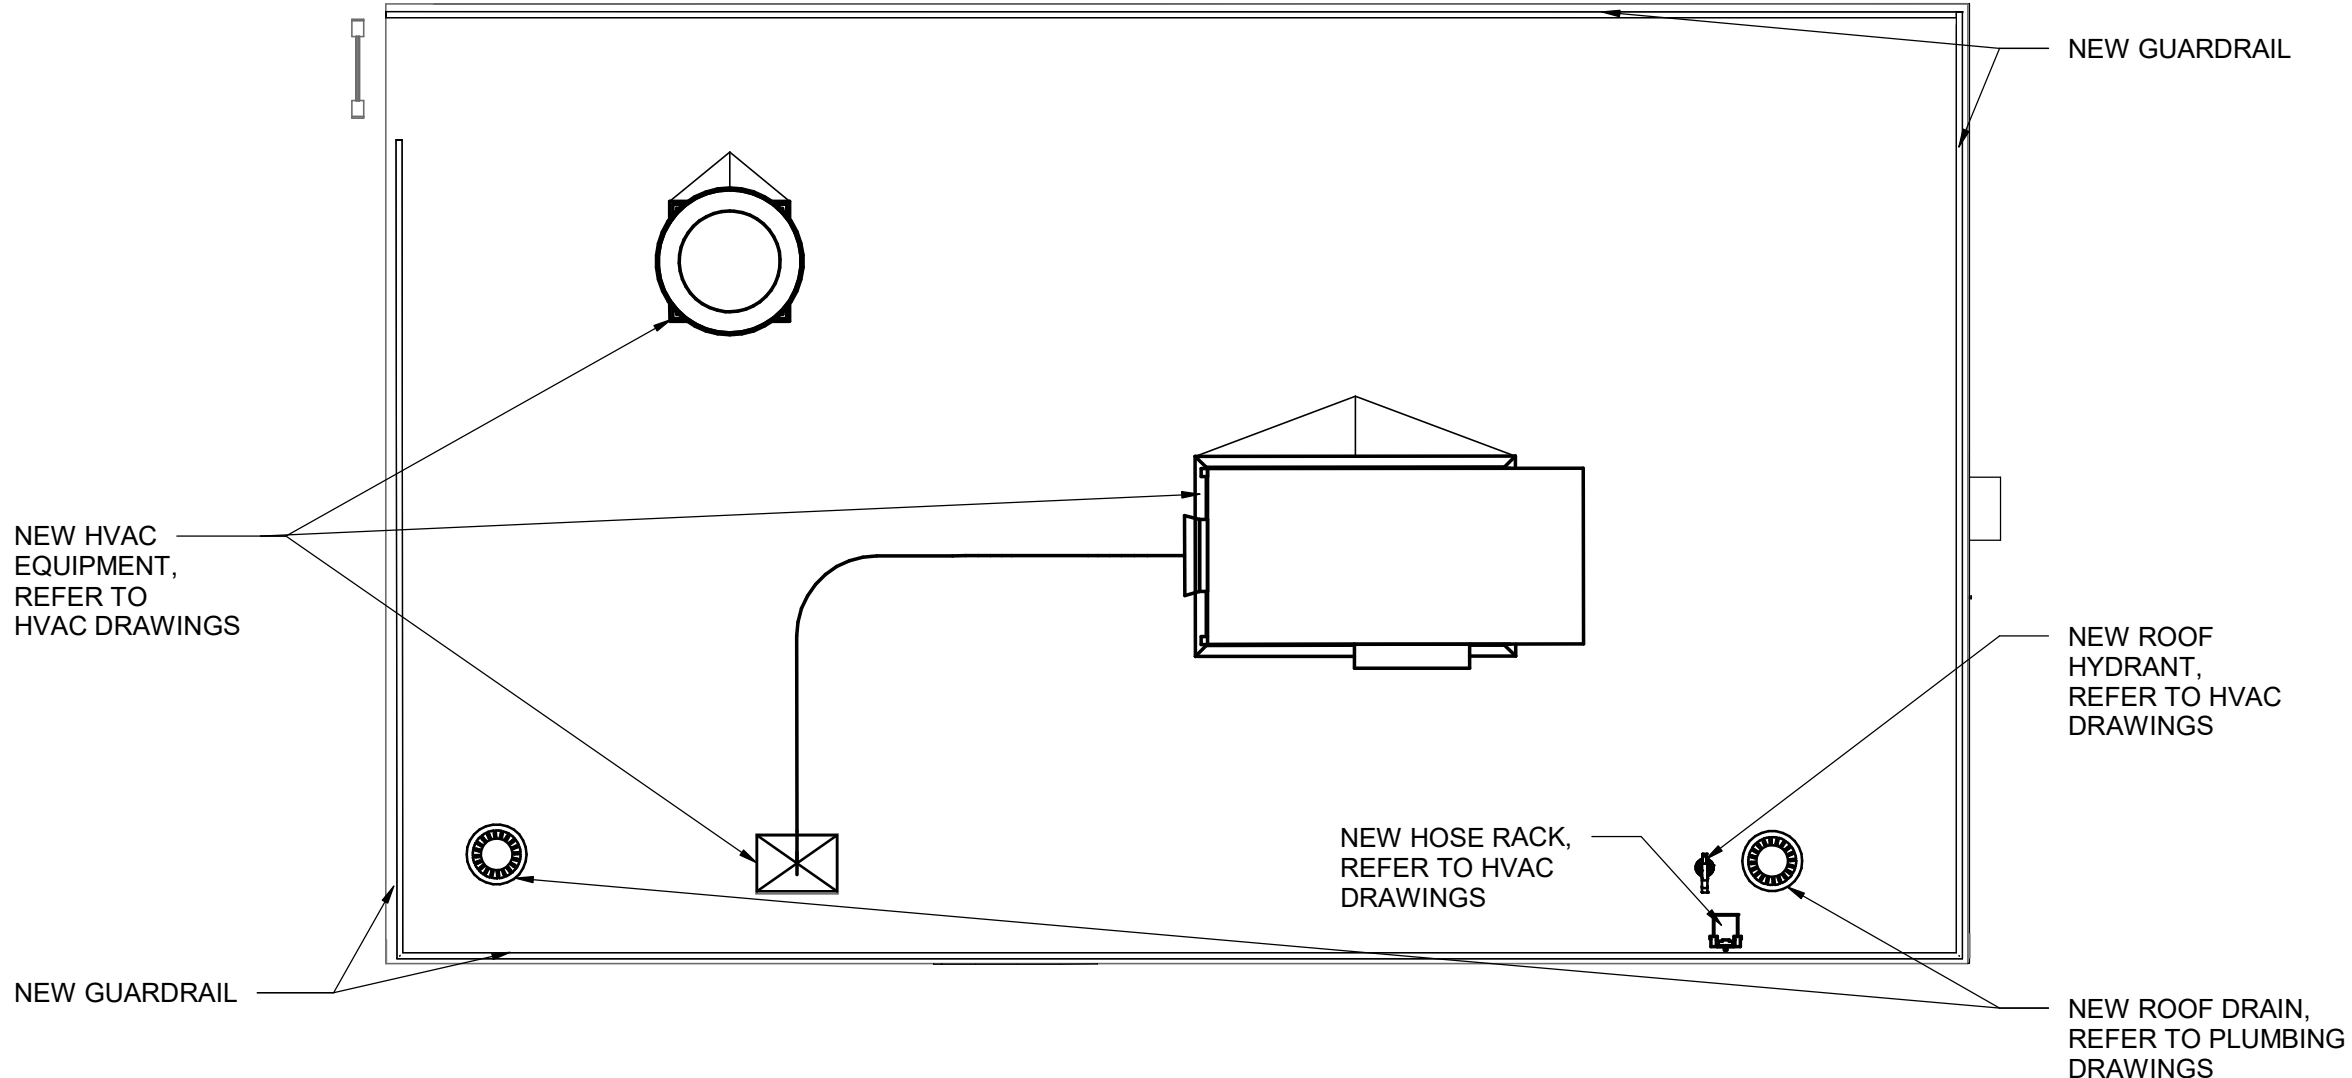 NEW GUARDRAIL
NEW HVAC
EQUIPMENT,
REFER TO
HVAC DRAWINGS
NEW ROOF
HYDRANT,
REFER TO HVAC
DRAWINGS
NEW HOSE RACK,
REFER TO HVAC
DRAWINGS
NEW GUARDRAIL
NEW ROOF DRAIN,
REFER TO PLUMBING
DRAWINGS